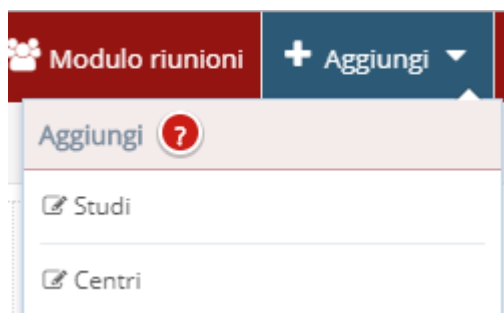 Modulo riunioni
Aggiungi
Aggiungi ?
Studi
Centri